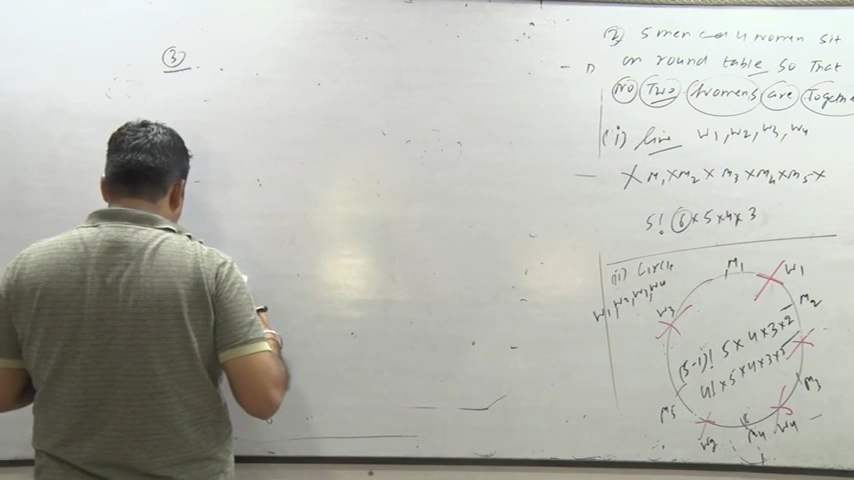 ③
② 5 men and 4 women sit
on round table so that
No Two Womens are Togethe
(i) line W1, W2, W3, W4
× M1 × M2 × M3 × M4 × M5 ×
5! 6 × 5 × 4 × 3
(ii) Circle
W1, W2, W3, W4
M1
W1
M2
W3
(5-1)! 5 × 4 × 3 × 2
4! × 5 × 4 × 3 ×
M3
M5
W4
M4
W2